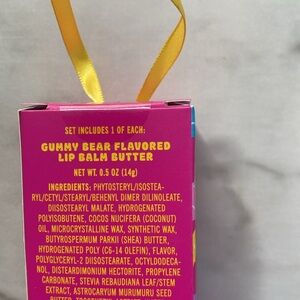 SET INCLUDES 1 OF EACH:
GUMMY BEAR FLAVORED
LIP BALM BUTTER
NET WT. 0.5 OZ (14g)
INGREDIENTS: PHYTOSTERYL/ISOSTEA-
RYL/CETYL/STEARYL/BEHENYL DIMER DILINOLEATE,
DIISOSTEARYL MALATE, HYDROGENATED
POLYISOBUTENE, COCOS NUCIFERA (COCONUT)
OIL, MICROCRYSTALLINE WAX, SYNTHETIC WAX,
BUTYROSPERMUM PARKII (SHEA) BUTTER,
HYDROGENATED POLY (C6-14 OLEFIN), FLAVOR,
POLYGLYCERYL-2 DIISOSTEARATE, OCTYLDODECA-
NOL, DISTEARDIMONIUM HECTORITE, PROPYLENE
CARBONATE, STEVIA REBAUDIANA LEAF/STEM
EXTRACT, ASTROCARYUM MURUMURU SEED
BUTTER,